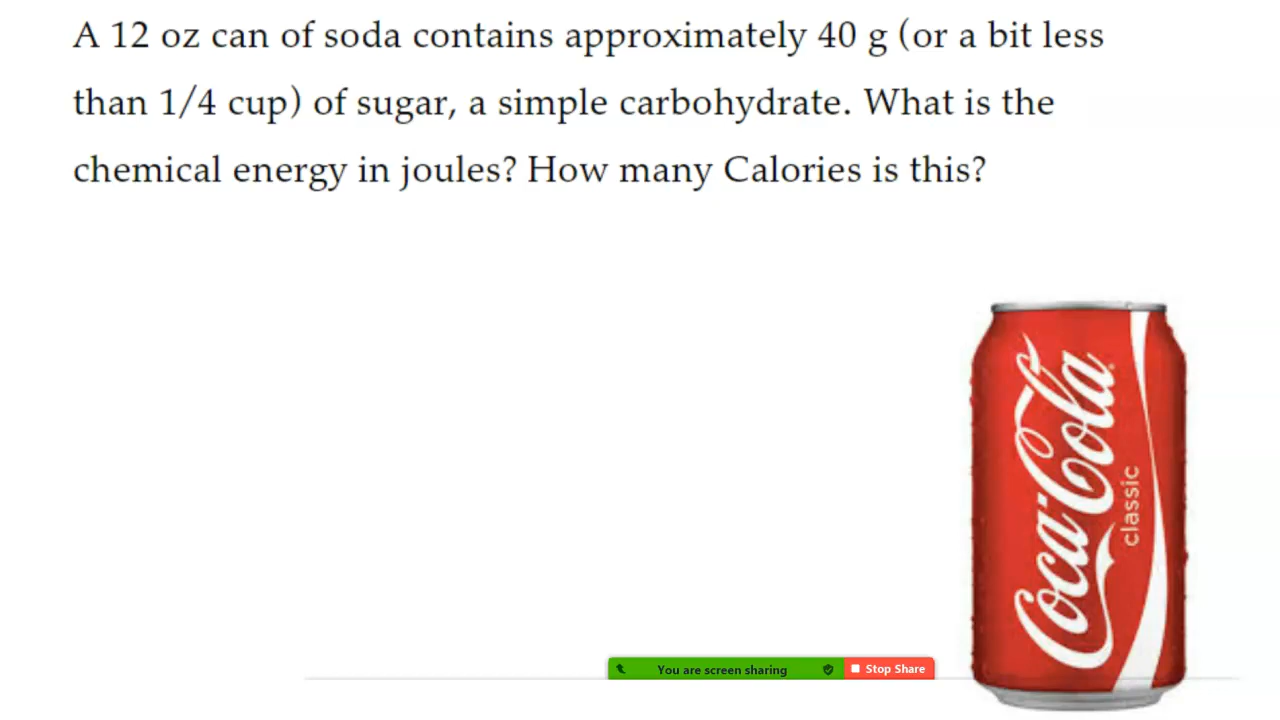 A 12 oz can of soda contains approximately 40 g (or a bit less
than 1/4 cup) of sugar, a simple carbohydrate. What is the
chemical energy in joules? How many Calories is this?
Coca-Cola
classic
You are screen sharing
Stop Share